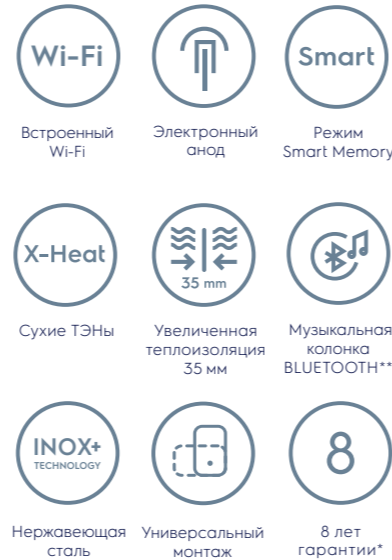 Wi-Fi
Встроенный
Wi-Fi
Электронный
анод
Smart
Режим
Smart Memory
X-Heat
Сухие ТЭНы
35 mm
Увеличенная
теплоизоляция
35 мм
Музыкальная
колонка
BLUETOOTH**
INOX+
TECHNOLOGY
Нержавеющая
сталь
Универсальный
монтаж
8
8 лет
гарантии*